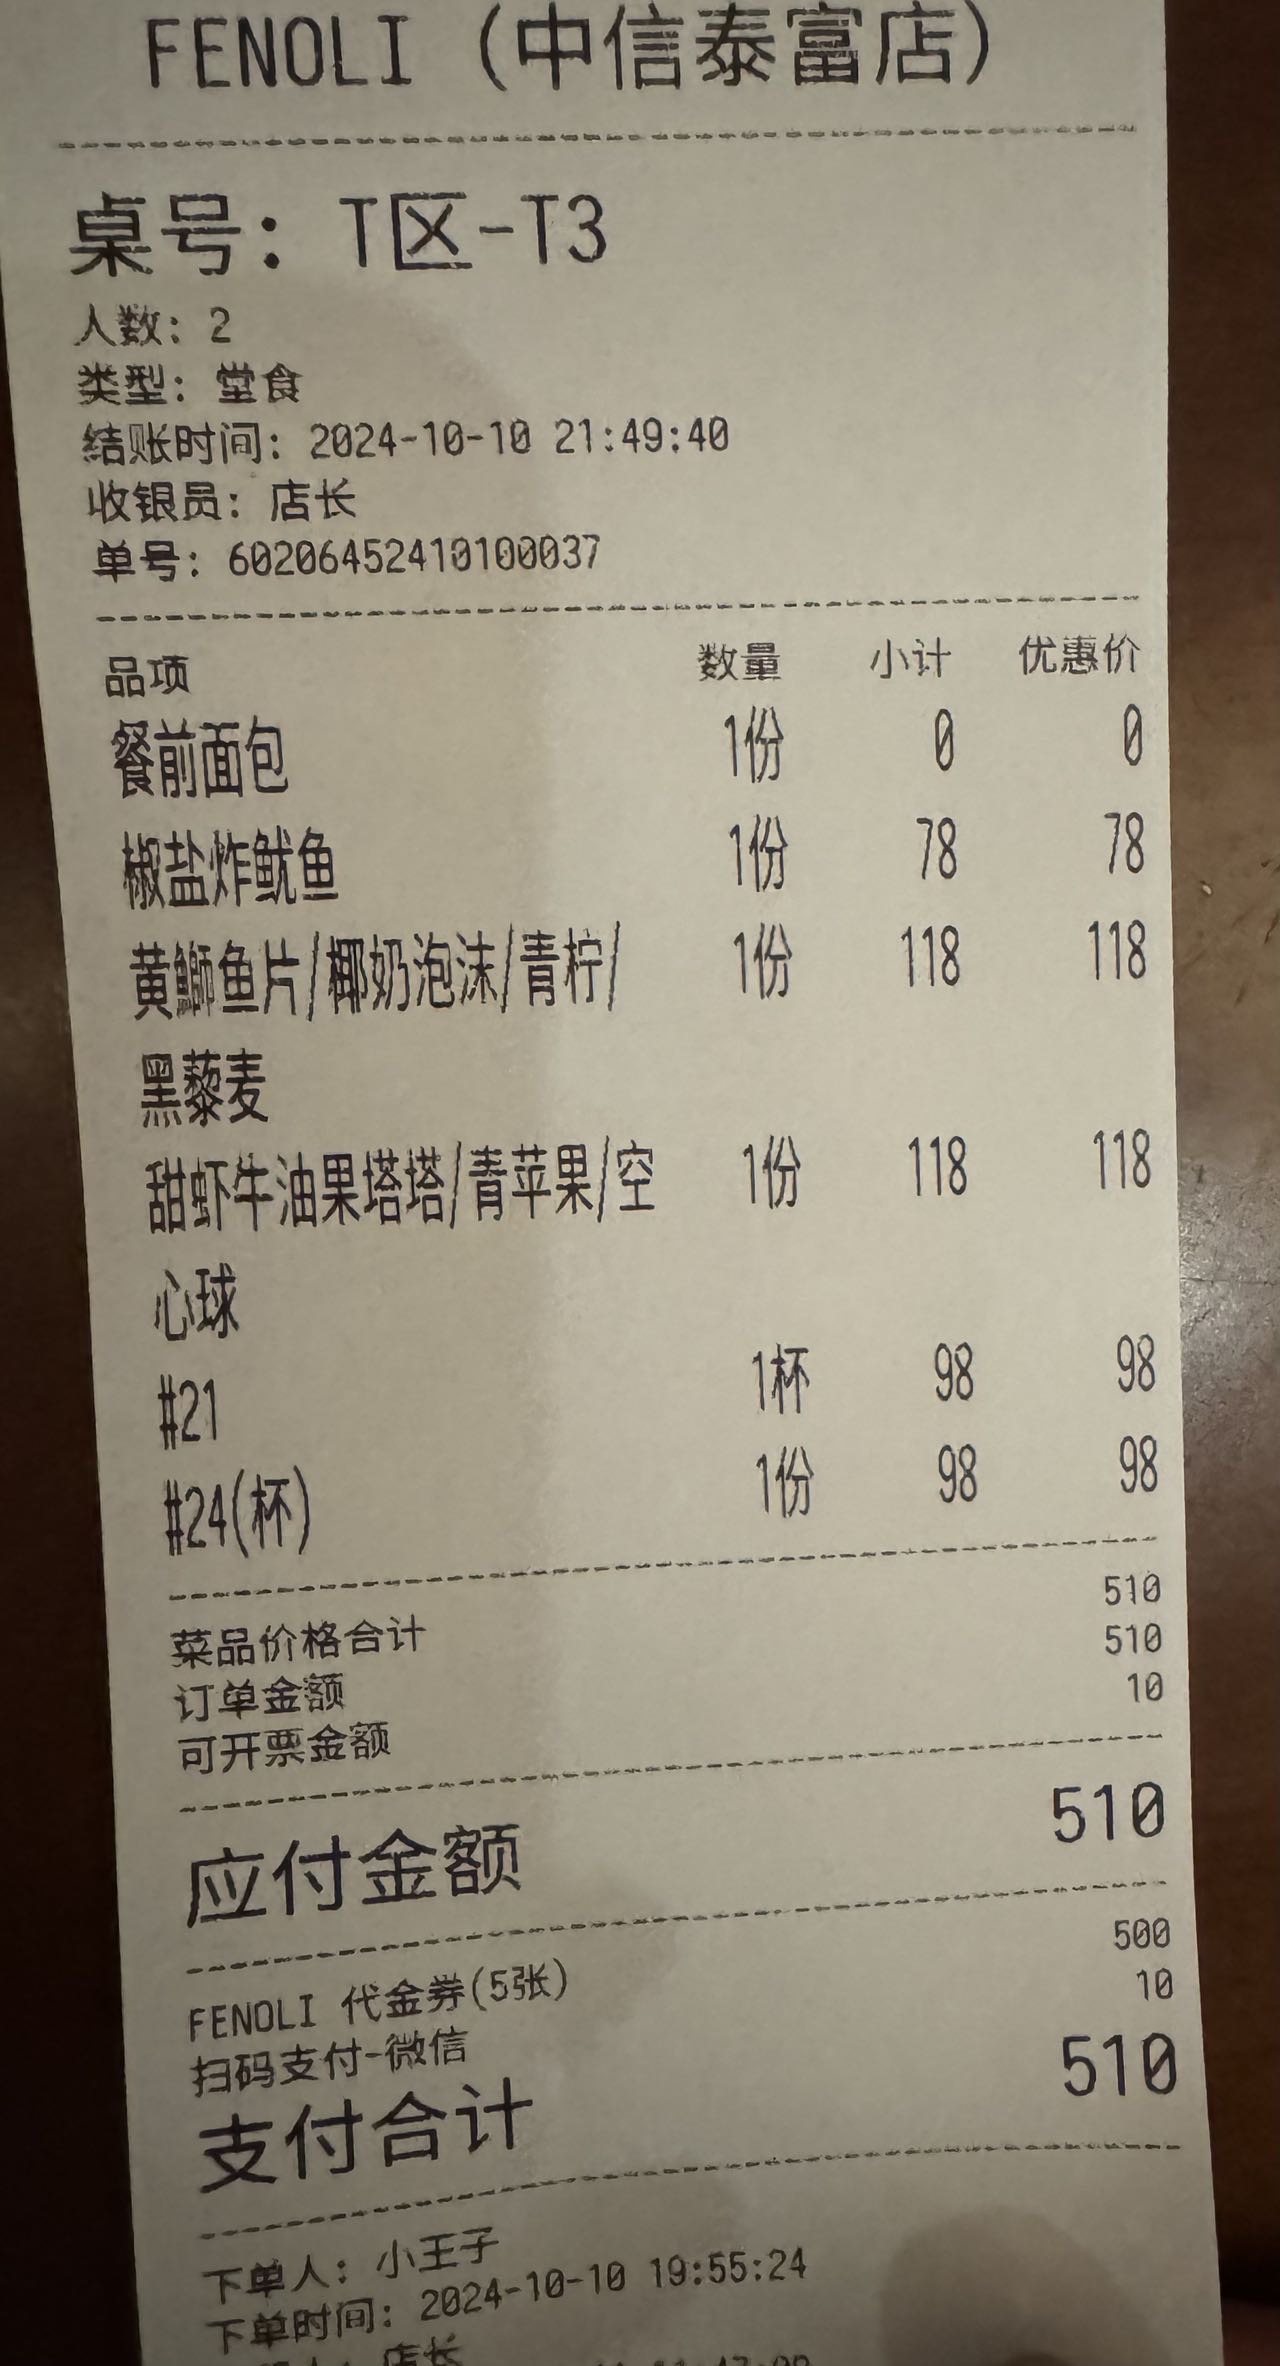 FENOLI (中信泰富店)
桌号: T区-T3
人数: 2
类型: 堂食
结账时间: 2024-10-10 21:49:40
收银员: 店长
单号: 60206452410100037
品项 数量 小计 优惠价
餐前面包 1份 0 0
椒盐炸鱿鱼 1份 78 78
黄鰤鱼片/椰奶泡沫/青柠/ 1份 118 118
黑藜麦
甜虾牛油果塔塔/青苹果/空 1份 118 118
心球
#21 1杯 98 98
#24(杯) 1份 98 98
菜品价格合计 510
订单金额 510
可开票金额 10
应付金额 510
FENOLI 代金券(5张) 500
扫码支付-微信 10
支付合计 510
下单人: 小王子
下单时间: 2024-10-10 19:55:24
店长